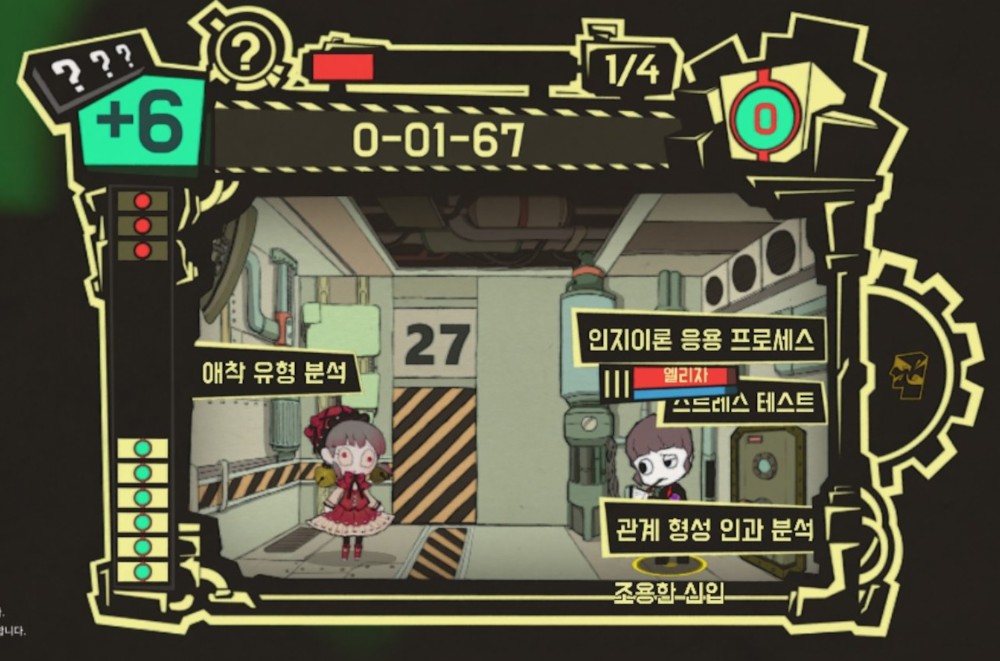 ? ? ?
?
1/4
+6
0-01-67
0
27
인지이론 응용 프로세스
애착 유형 분석
엘리자
스트레스 테스트
관계 형성 인과 분석
조용한 신입